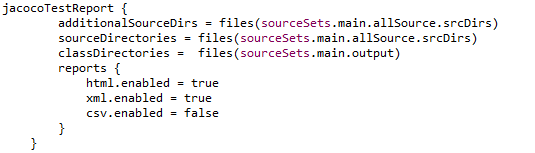 jacocoTestReport {
        additionalSourceDirs = files(sourceSets.main.allSource.srcDirs)
        sourceDirectories = files(sourceSets.main.allSource.srcDirs)
        classDirectories =  files(sourceSets.main.output)
        reports {
            html.enabled = true
            xml.enabled = true
            csv.enabled = false
        }
    }